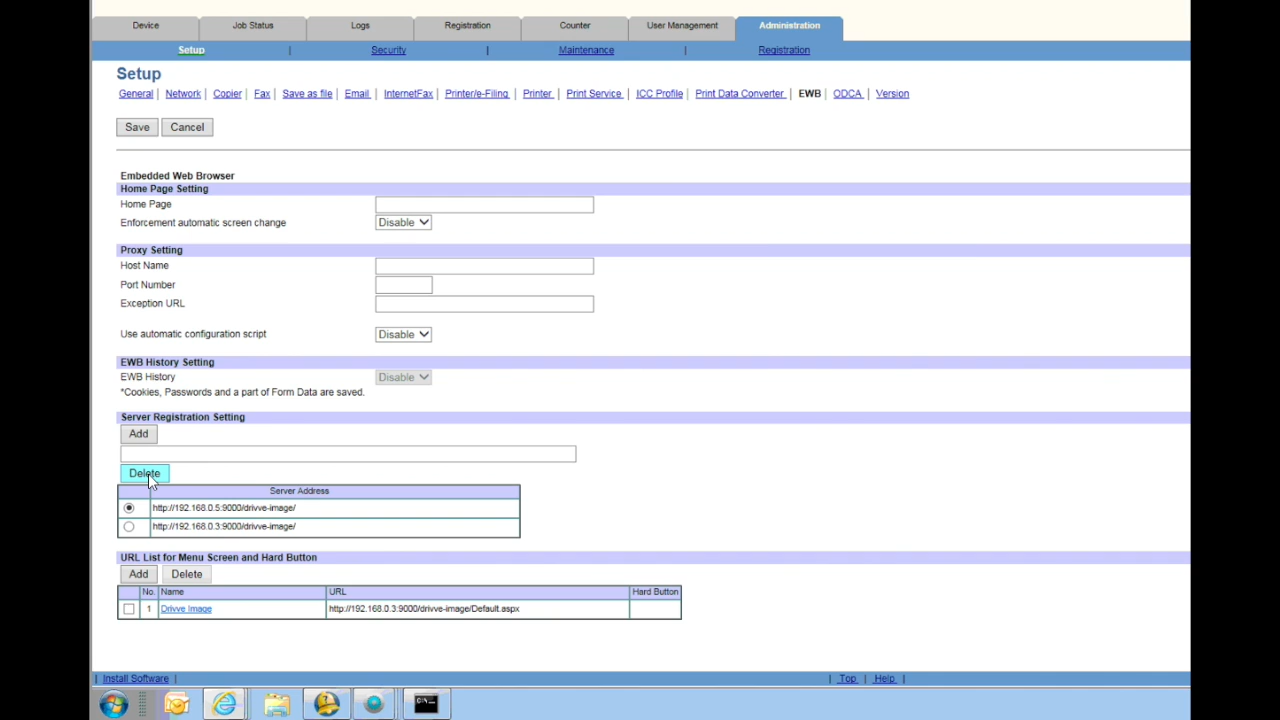 Device Job Status Logs Registration Counter User Management Administration
Setup | Security | Maintenance | Registration
Setup
General | Network | Copier | Fax | Save as file | Email | InternetFax | Printer/e-Filing | Printer | Print Service | ICC Profile | Print Data Converter | EWB | ODCA | Version
Save Cancel
Embedded Web Browser
Home Page Setting
Home Page
Enforcement automatic screen change Disable
Proxy Setting
Host Name
Port Number
Exception URL
Use automatic configuration script Disable
EWB History Setting
EWB History Disable
*Cookies, Passwords and a part of Form Data are saved.
Server Registration Setting
Add
Delete
Server Address
http://192.168.0.5:9000/drivve-image/
http://192.168.0.3:9000/drivve-image/
URL List for Menu Screen and Hard Button
Add Delete
No. Name URL Hard Button
1 Drivve Image http://192.168.0.3:9000/drivve-image/Default.aspx
| Install Software | | Top | Help |